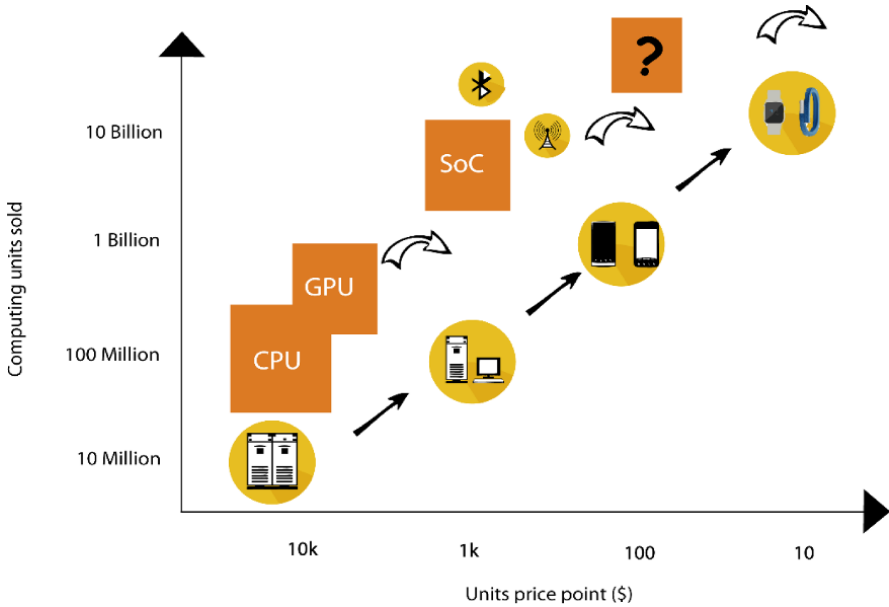 ?
10 Billion
SoC
1 Billion
GPU
100 Million
CPU
10 Million
Computing units sold
10k
1k
100
10
Units price point ($)